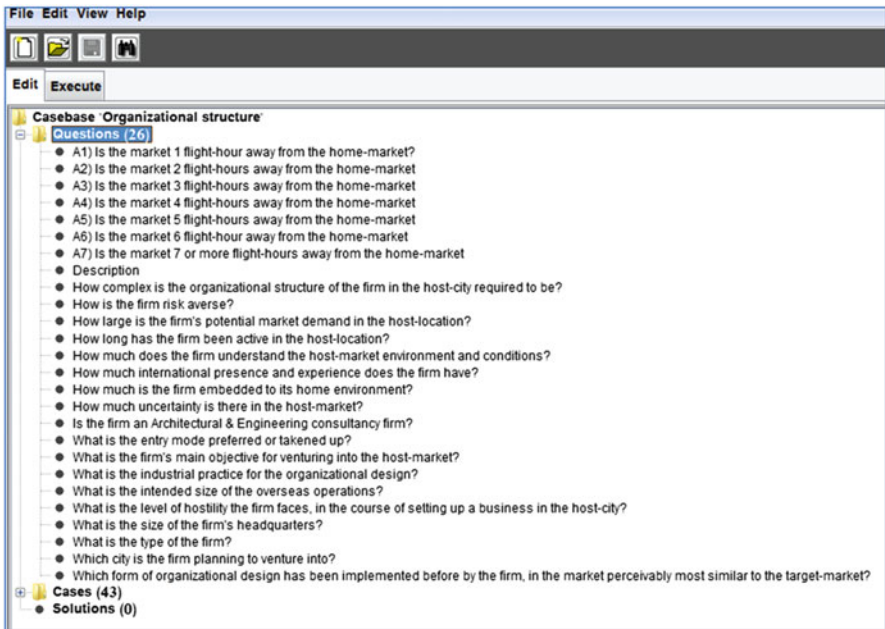 File Edit View Help
Edit Execute
Casebase 'Organizational structure'
Questions (26)
A1) Is the market 1 flight-hour away from the home-market?
A2) Is the market 2 flight-hours away from the home-market
A3) Is the market 3 flight-hours away from the home-market
A4) Is the market 4 flight-hours away from the home-market
A5) Is the market 5 flight-hours away from the home-market
A6) Is the market 6 flight-hour away from the home-market
A7) Is the market 7 or more flight-hours away from the home-market
Description
How complex is the organizational structure of the firm in the host-city required to be?
How is the firm risk averse?
How large is the firm's potential market demand in the host-location?
How long has the firm been active in the host-location?
How much does the firm understand the host-market environment and conditions?
How much international presence and experience does the firm have?
How much is the firm embedded to its home environment?
How much uncertainty is there in the host-market?
Is the firm an Architectural & Engineering consultancy firm?
What is the entry mode preferred or takened up?
What is the firm's main objective for venturing into the host-market?
What is the industrial practice for the organizational design?
What is the intended size of the overseas operations?
What is the level of hostility the firm faces, in the course of setting up a business in the host-city?
What is the size of the firm's headquarters?
What is the type of the firm?
Which city is the firm planning to venture into?
Which form of organizational design has been implemented before by the firm, in the market perceivably most similar to the target-market?
Cases (43)
Solutions (0)